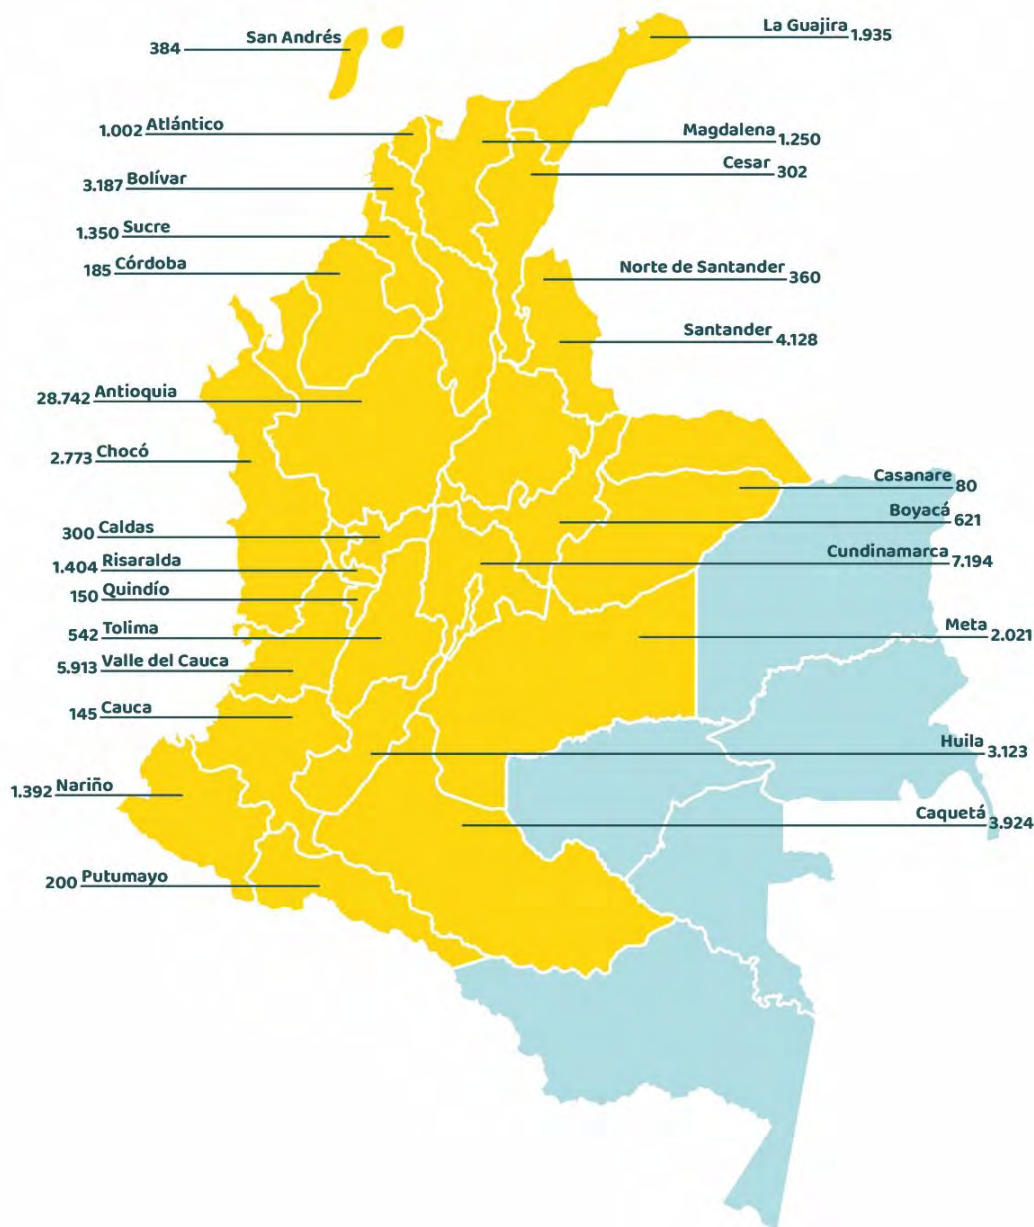 San Andrés
384
La Guajira
1.935
1.002 Atlántico
Magdalena
1.250
Cesar
302
3.187 Bolívar
1.350 Sucre
185 Córdoba
Norte de Santander
360
Santander
4.128
28.742 Antioquia
2.773 Chocó
Casanare
80
Boyacá
621
300 Caldas
Cundinamarca
7.194
1.404 Risaralda
150 Quindío
542 Tolima
Meta
2.021
5.913 Valle del Cauca
145 Cauca
Huila
3.123
1.392 Nariño
Caquetá
3.924
200 Putumayo